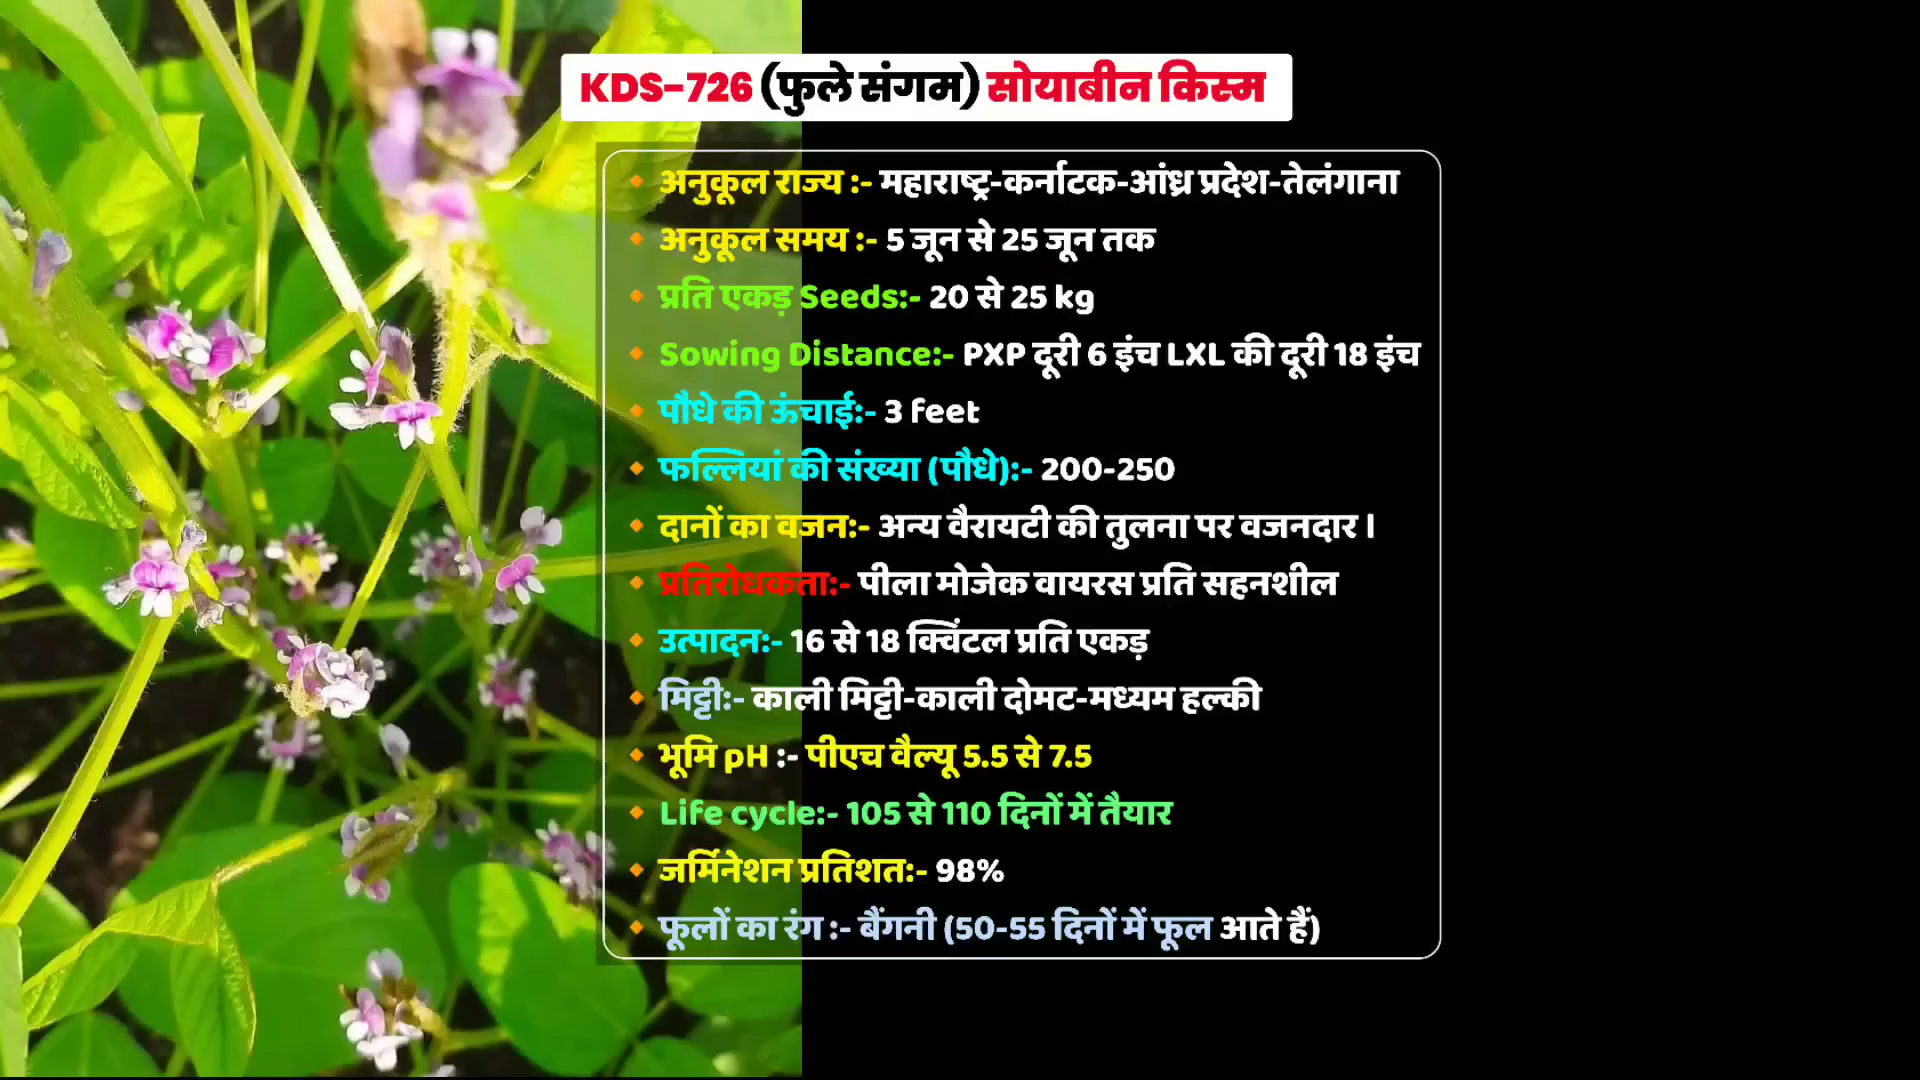 KDS-726 (फुले संगम) सोयाबीन किस्म
🔸 अनुकूल राज्य :- महाराष्ट्र-कर्नाटक-आंध्र प्रदेश-तेलंगाना
🔸 अनुकूल समय :- 5 जून से 25 जून तक
🔸 प्रति एकड़ Seeds:- 20 से 25 kg
🔸 Sowing Distance:- PXP दूरी 6 इंच LXL की दूरी 18 इंच
🔸 पौधे की ऊंचाई:- 3 feet
🔸 फल्लियां की संख्या (पौधे):- 200-250
🔸 दानों का वजन:- अन्य वैरायटी की तुलना पर वजनदार।
🔸 प्रतिरोधकता:- पीला मोजेक वायरस प्रति सहनशील
🔸 उत्पादन:- 16 से 18 क्विंटल प्रति एकड़
🔸 मिट्टी:- काली मिट्टी-काली दोमट-मध्यम हल्की
🔸 भूमि pH :- पीएच वैल्यू 5.5 से 7.5
🔸 Life cycle:- 105 से 110 दिनों में तैयार
🔸 जर्मिनेशन प्रतिशत:- 98%
🔸 फूलों का रंग :- बैंगनी (50-55 दिनों में फूल आते हैं)